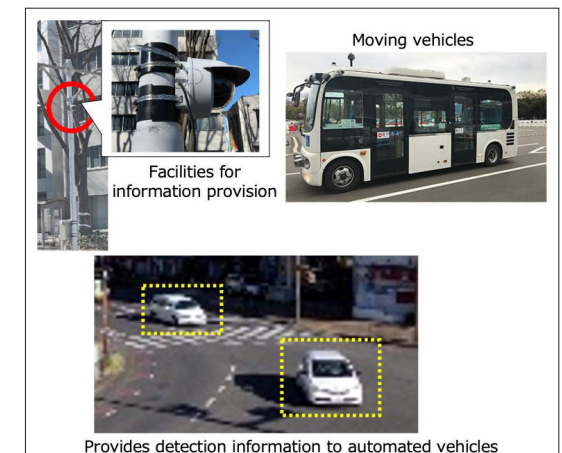 Moving vehicles
Facilities for
information provision
Provides detection information to automated vehicles